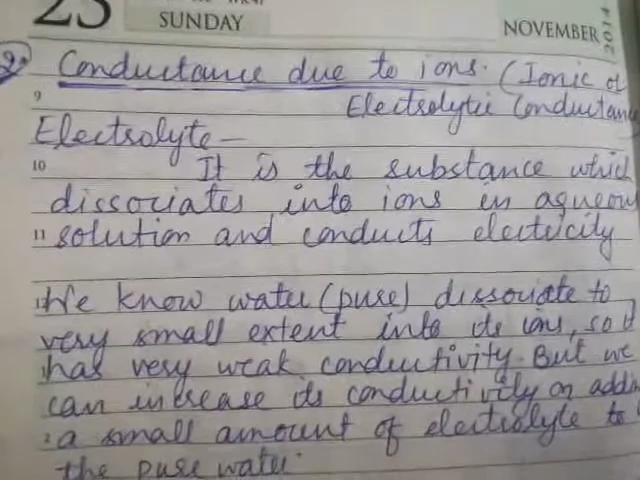 23
SUNDAY
NOVEMBER 2014
2. Conductance due to ions. (Ionic or
9
Electrolytic Conductance
Electrolyte -
10 It is the substance which
dissociates into ions in aqueous
11 solution and conducts electricity
We know water (pure) dissociate to
very small extent into its ions, so it
has very weak conductivity. But we
can increase its conductivity on adding
a small amount of electrolyte to
the pure water.